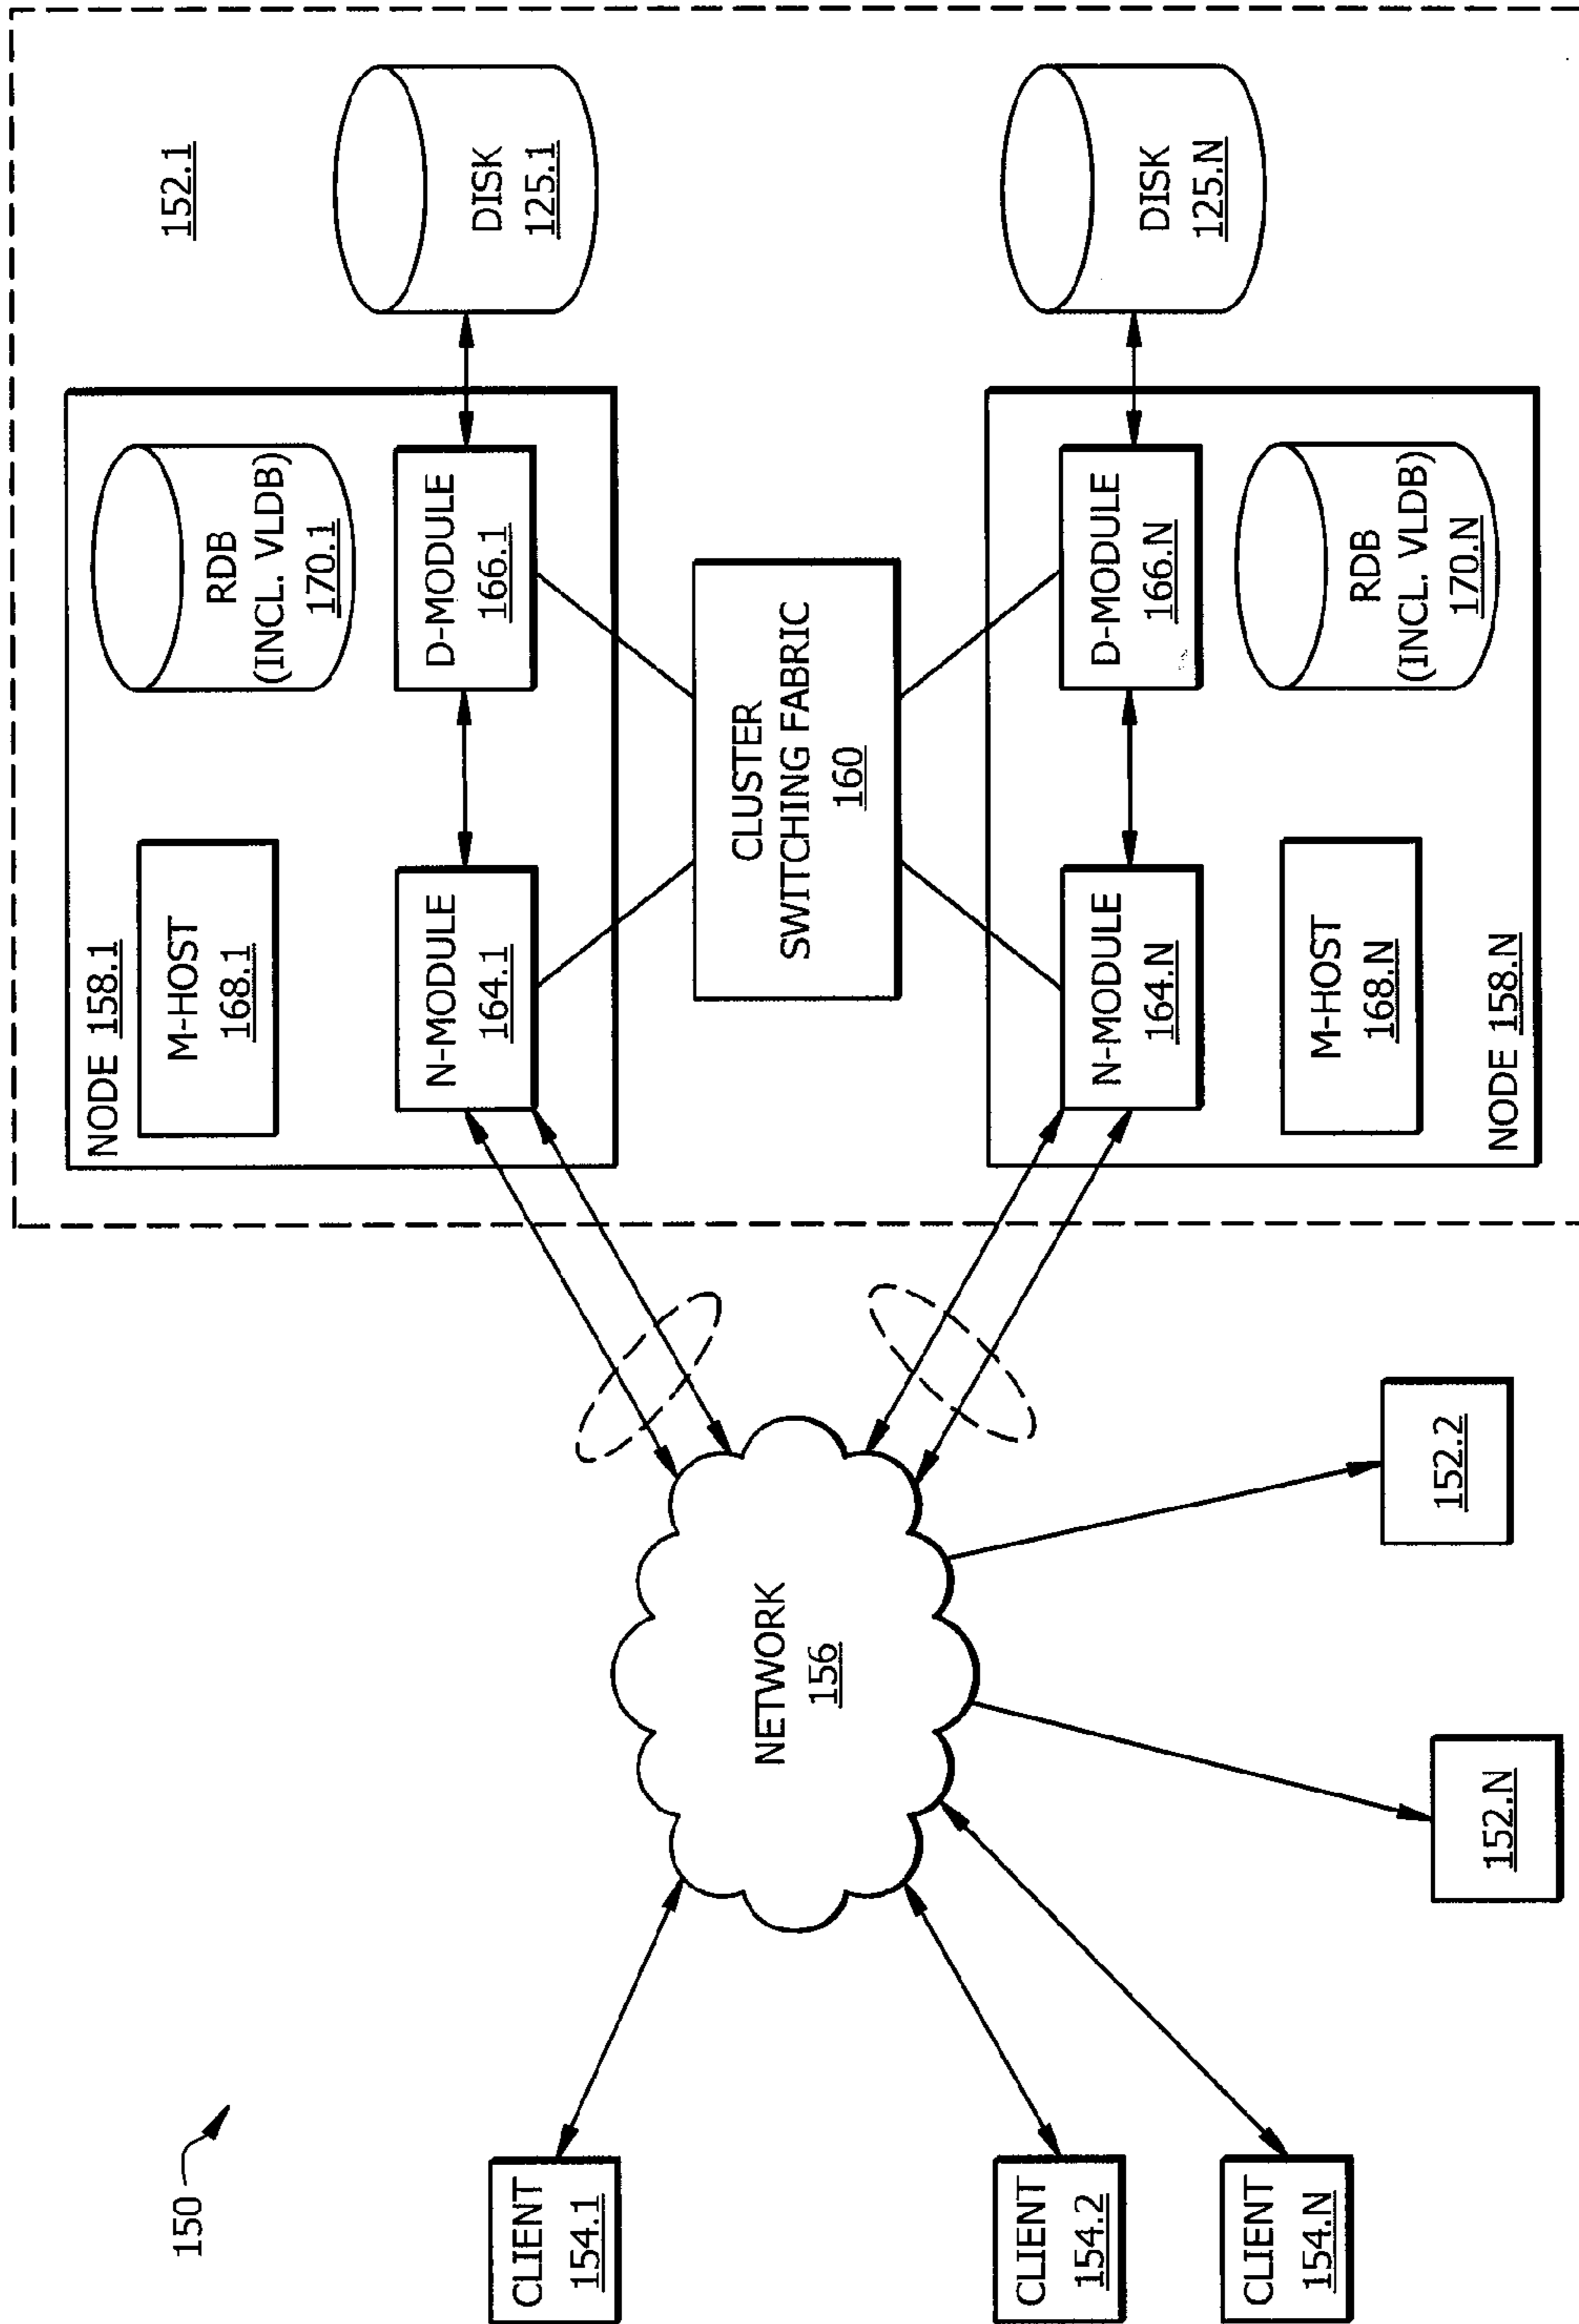 150
CLIENT
154.1
CLIENT
154.2
CLIENT
154.N
NETWORK
156
152.N
152.2
152.1
NODE 158.1
M-HOST
168.1
RDB
(INCL. VLDB)
170.1
N-MODULE
164.1
D-MODULE
166.1
DISK
125.1
CLUSTER
SWITCHING FABRIC
160
N-MODULE
164.N
D-MODULE
166.N
DISK
125.N
M-HOST
168.N
RDB
(INCL. VLDB)
170.N
NODE 158.N